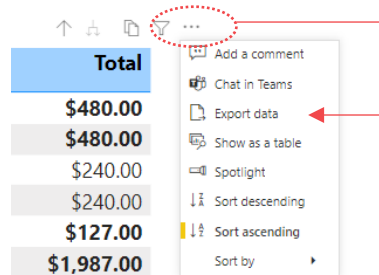 Total
$480.00
$480.00
$240.00
$240.00
$127.00
$1,987.00
Add a comment
Chat in Teams
Export data
Show as a table
Spotlight
Sort descending
Sort ascending
Sort by